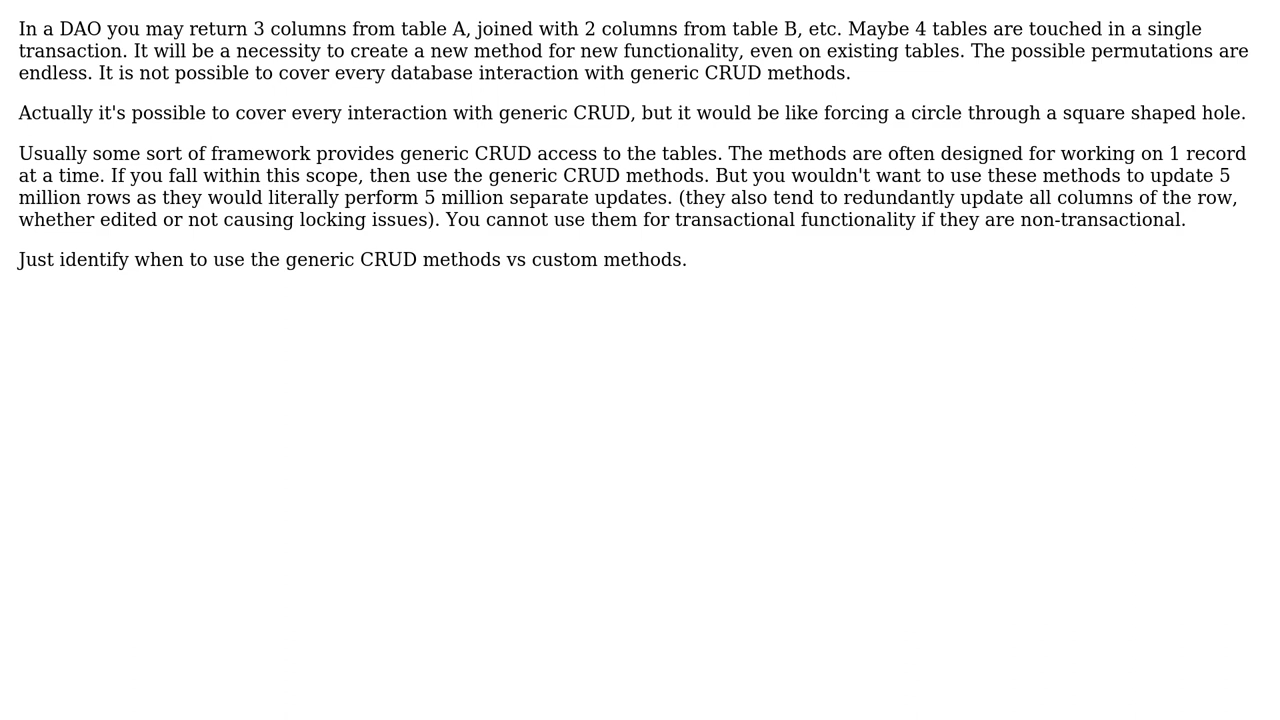 In a DAO you may return 3 columns from table A, joined with 2 columns from table B, etc. Maybe 4 tables are touched in a single
transaction. It will be a necessity to create a new method for new functionality, even on existing tables. The possible permutations are
endless. It is not possible to cover every database interaction with generic CRUD methods.
Actually it's possible to cover every interaction with generic CRUD, but it would be like forcing a circle through a square shaped hole.
Usually some sort of framework provides generic CRUD access to the tables. The methods are often designed for working on 1 record
at a time. If you fall within this scope, then use the generic CRUD methods. But you wouldn't want to use these methods to update 5
million rows as they would literally perform 5 million separate updates. (they also tend to redundantly update all columns of the row,
whether edited or not causing locking issues). You cannot use them for transactional functionality if they are non-transactional.
Just identify when to use the generic CRUD methods vs custom methods.